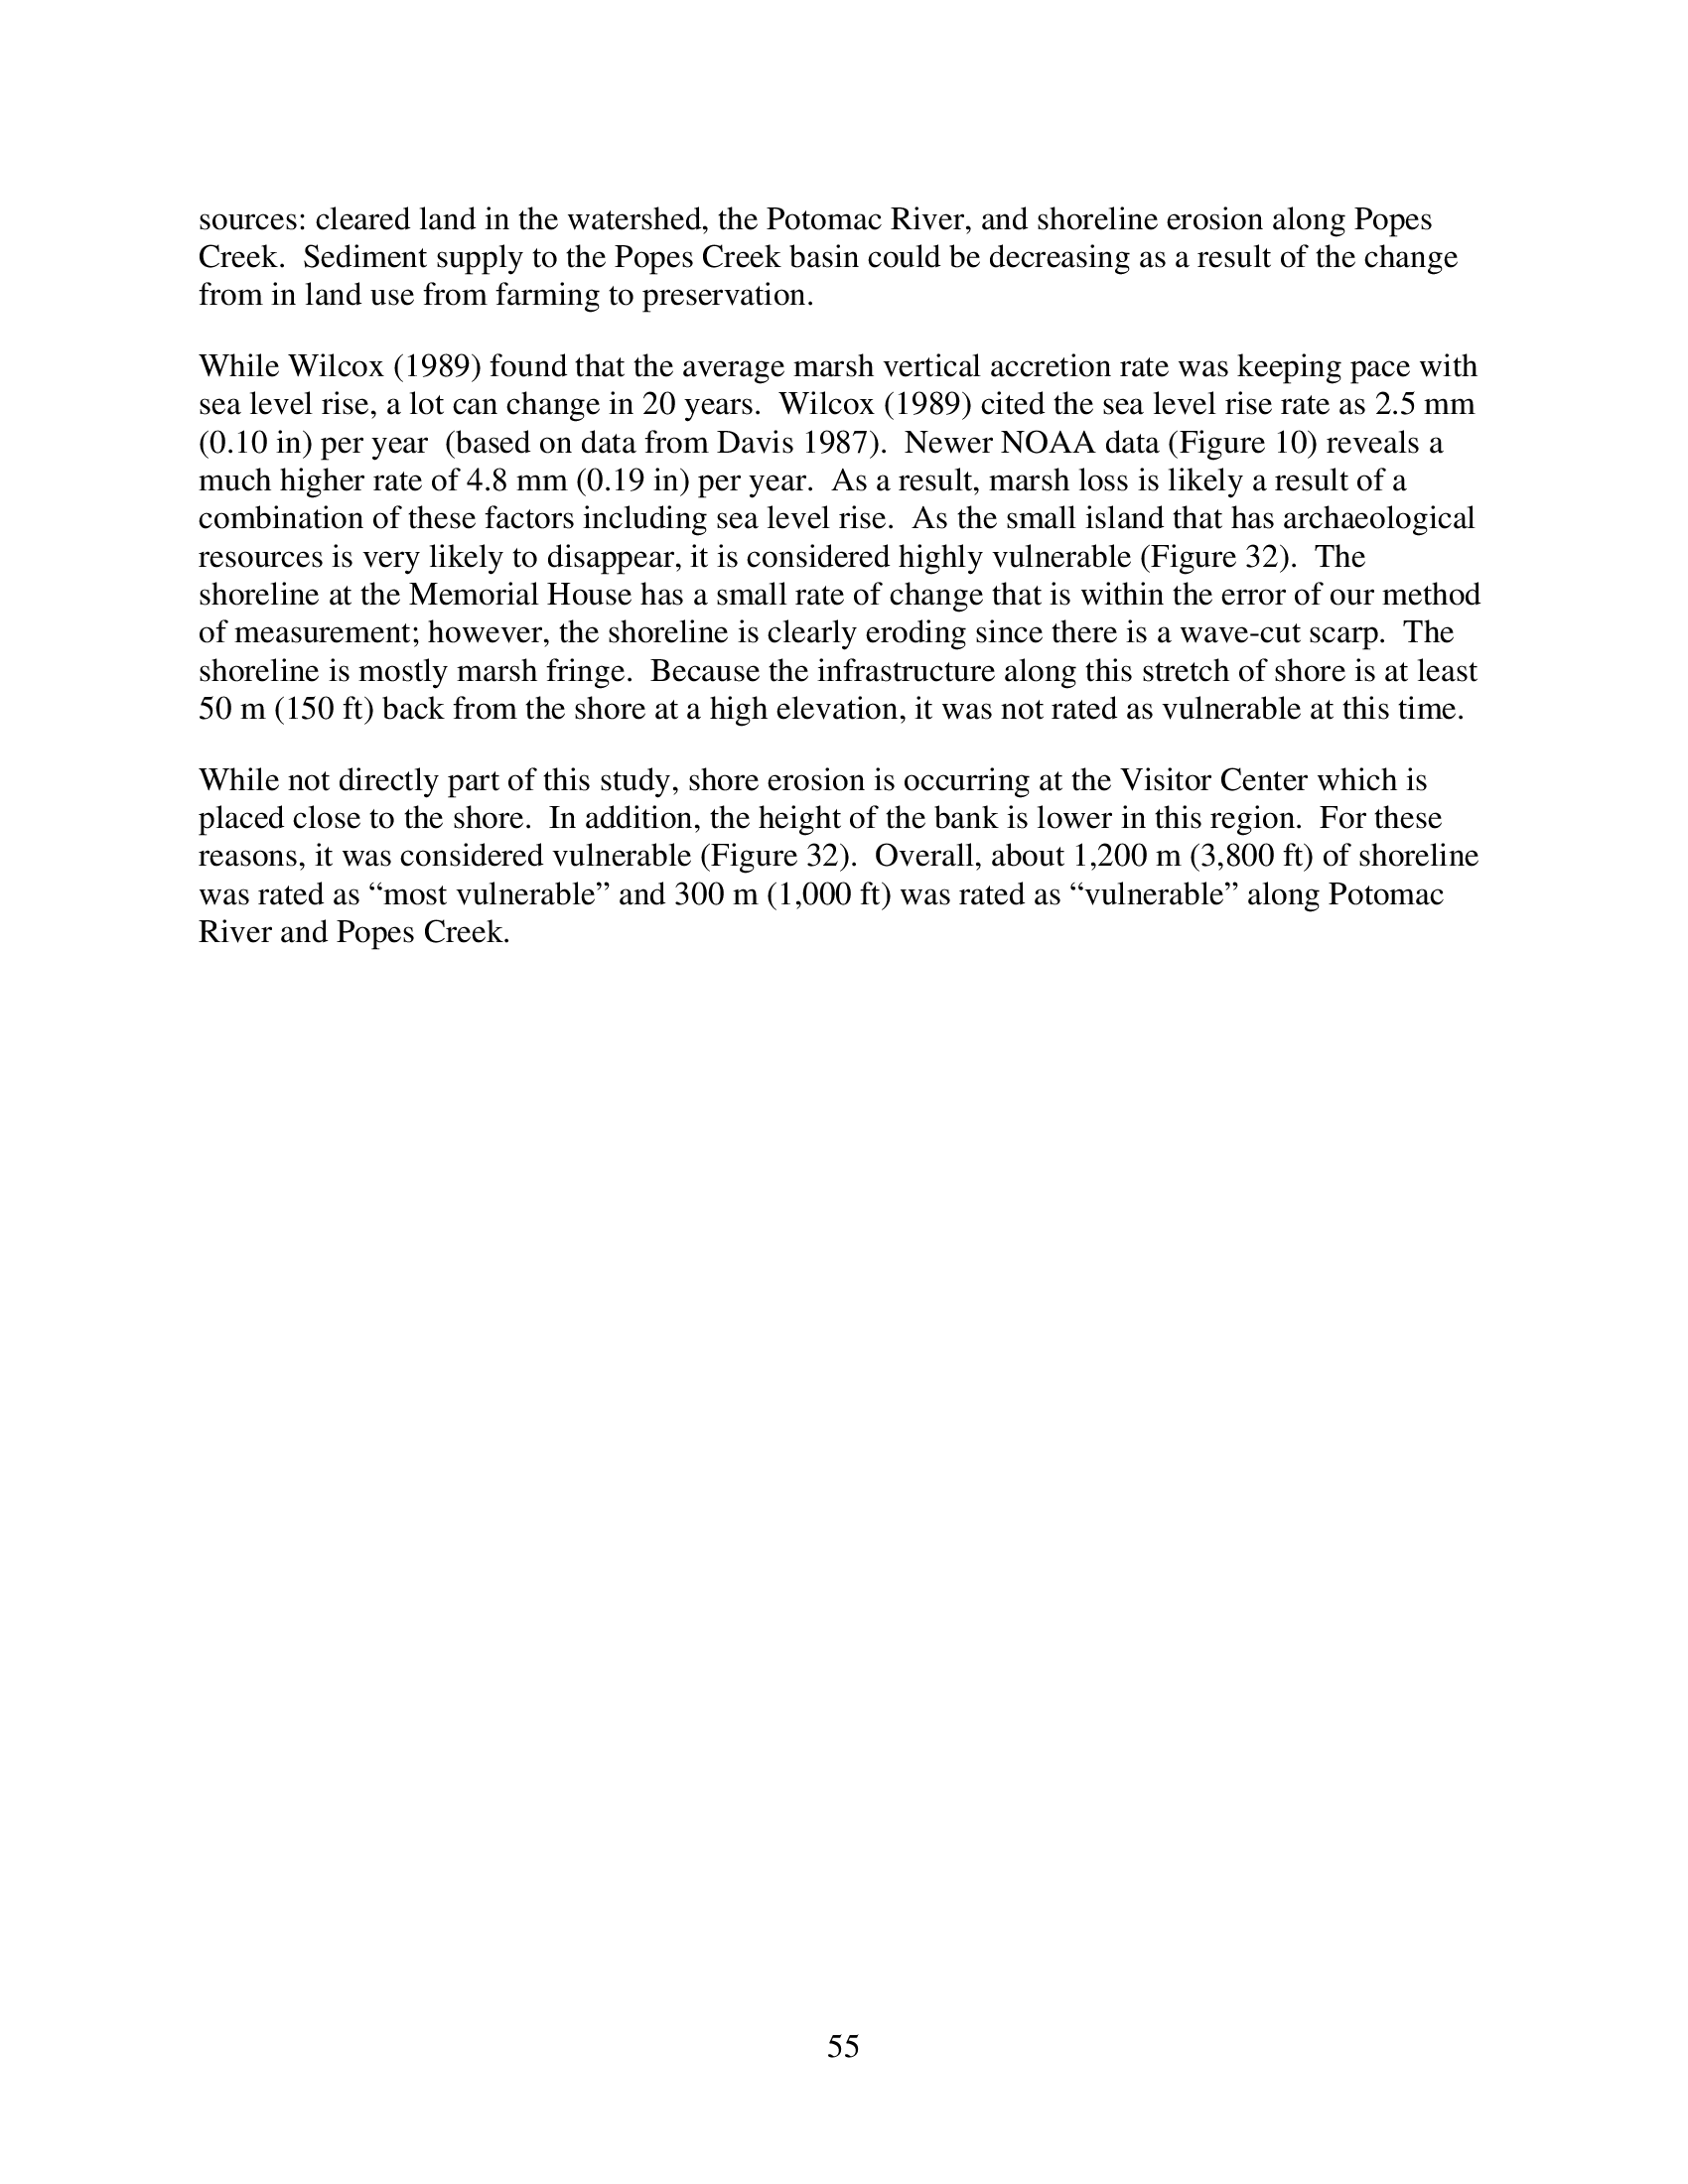 sources: cleared land in the watershed, the Potomac River, and shoreline erosion along Popes
Creek.  Sediment supply to the Popes Creek basin could be decreasing as a result of the change
from in land use from farming to preservation.
While Wilcox (1989) found that the average marsh vertical accretion rate was keeping pace with
sea level rise, a lot can change in 20 years.  Wilcox (1989) cited the sea level rise rate as 2.5 mm
(0.10 in) per year  (based on data from Davis 1987).  Newer NOAA data (Figure 10) reveals a
much higher rate of 4.8 mm (0.19 in) per year.  As a result, marsh loss is likely a result of a
combination of these factors including sea level rise.  As the small island that has archaeological
resources is very likely to disappear, it is considered highly vulnerable (Figure 32).  The
shoreline at the Memorial House has a small rate of change that is within the error of our method
of measurement; however, the shoreline is clearly eroding since there is a wave-cut scarp.  The
shoreline is mostly marsh fringe.  Because the infrastructure along this stretch of shore is at least
50 m (150 ft) back from the shore at a high elevation, it was not rated as vulnerable at this time.
While not directly part of this study, shore erosion is occurring at the Visitor Center which is
placed close to the shore.  In addition, the height of the bank is lower in this region.  For these
reasons, it was considered vulnerable (Figure 32).  Overall, about 1,200 m (3,800 ft) of shoreline
was rated as “most vulnerable” and 300 m (1,000 ft) was rated as “vulnerable” along Potomac
River and Popes Creek.
55